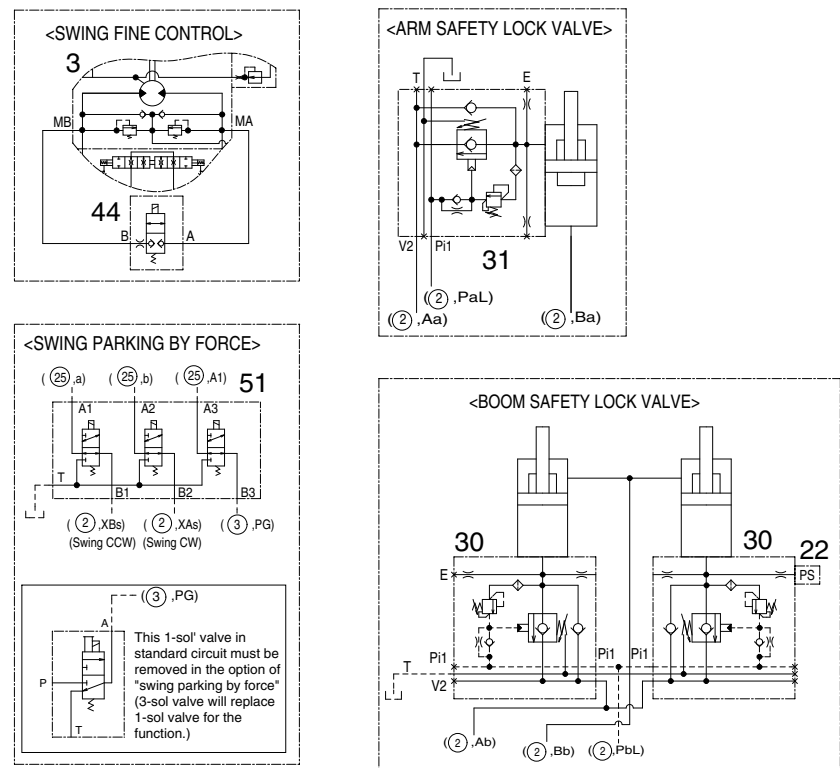 <SWING FINE CONTROL>
3
MB
MA
44
B
A
<ARM SAFETY LOCK VALVE>
T
E
V2
Pi1
31
(2 ,PaL)
(2 ,Aa)
(2 ,Ba)
<SWING PARKING BY FORCE>
(25 ,a)
(25 ,b)
(25 ,A1)
51
A1
A2
A3
T
B1
B2
B3
(2 ,XBs)
(2 ,XAs)
(3 ,PG)
(Swing CCW)
(Swing CW)
(3 ,PG)
A
P
T
This 1-sol' valve in
standard circuit must be
removed in the option of
"swing parking by force"
(3-sol valve will replace
1-sol valve for the
function.)
<BOOM SAFETY LOCK VALVE>
30
30
22
E
PS
Pi1
Pi1
Pi1
T
V2
(2 ,Ab)
(2 ,Bb)
(2 ,PbL)